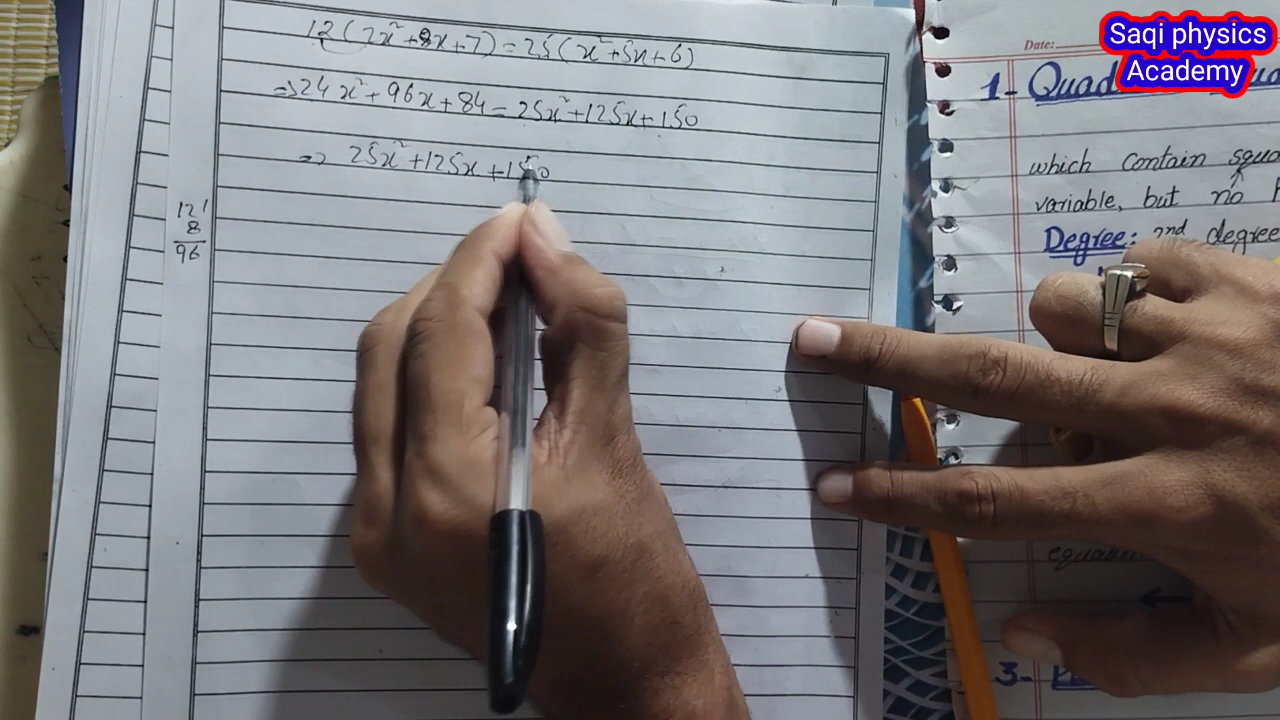 12(2x²+8x+7)=25(x²+5x+6)
=>24x²+96x+84=25x²+125x+150
=> 25x²+125x+150
12
8
96
Saqi physics
Academy
Date:
1- Quad
which contain squa
variable, but no
Degree: 2nd degree
equation
3-